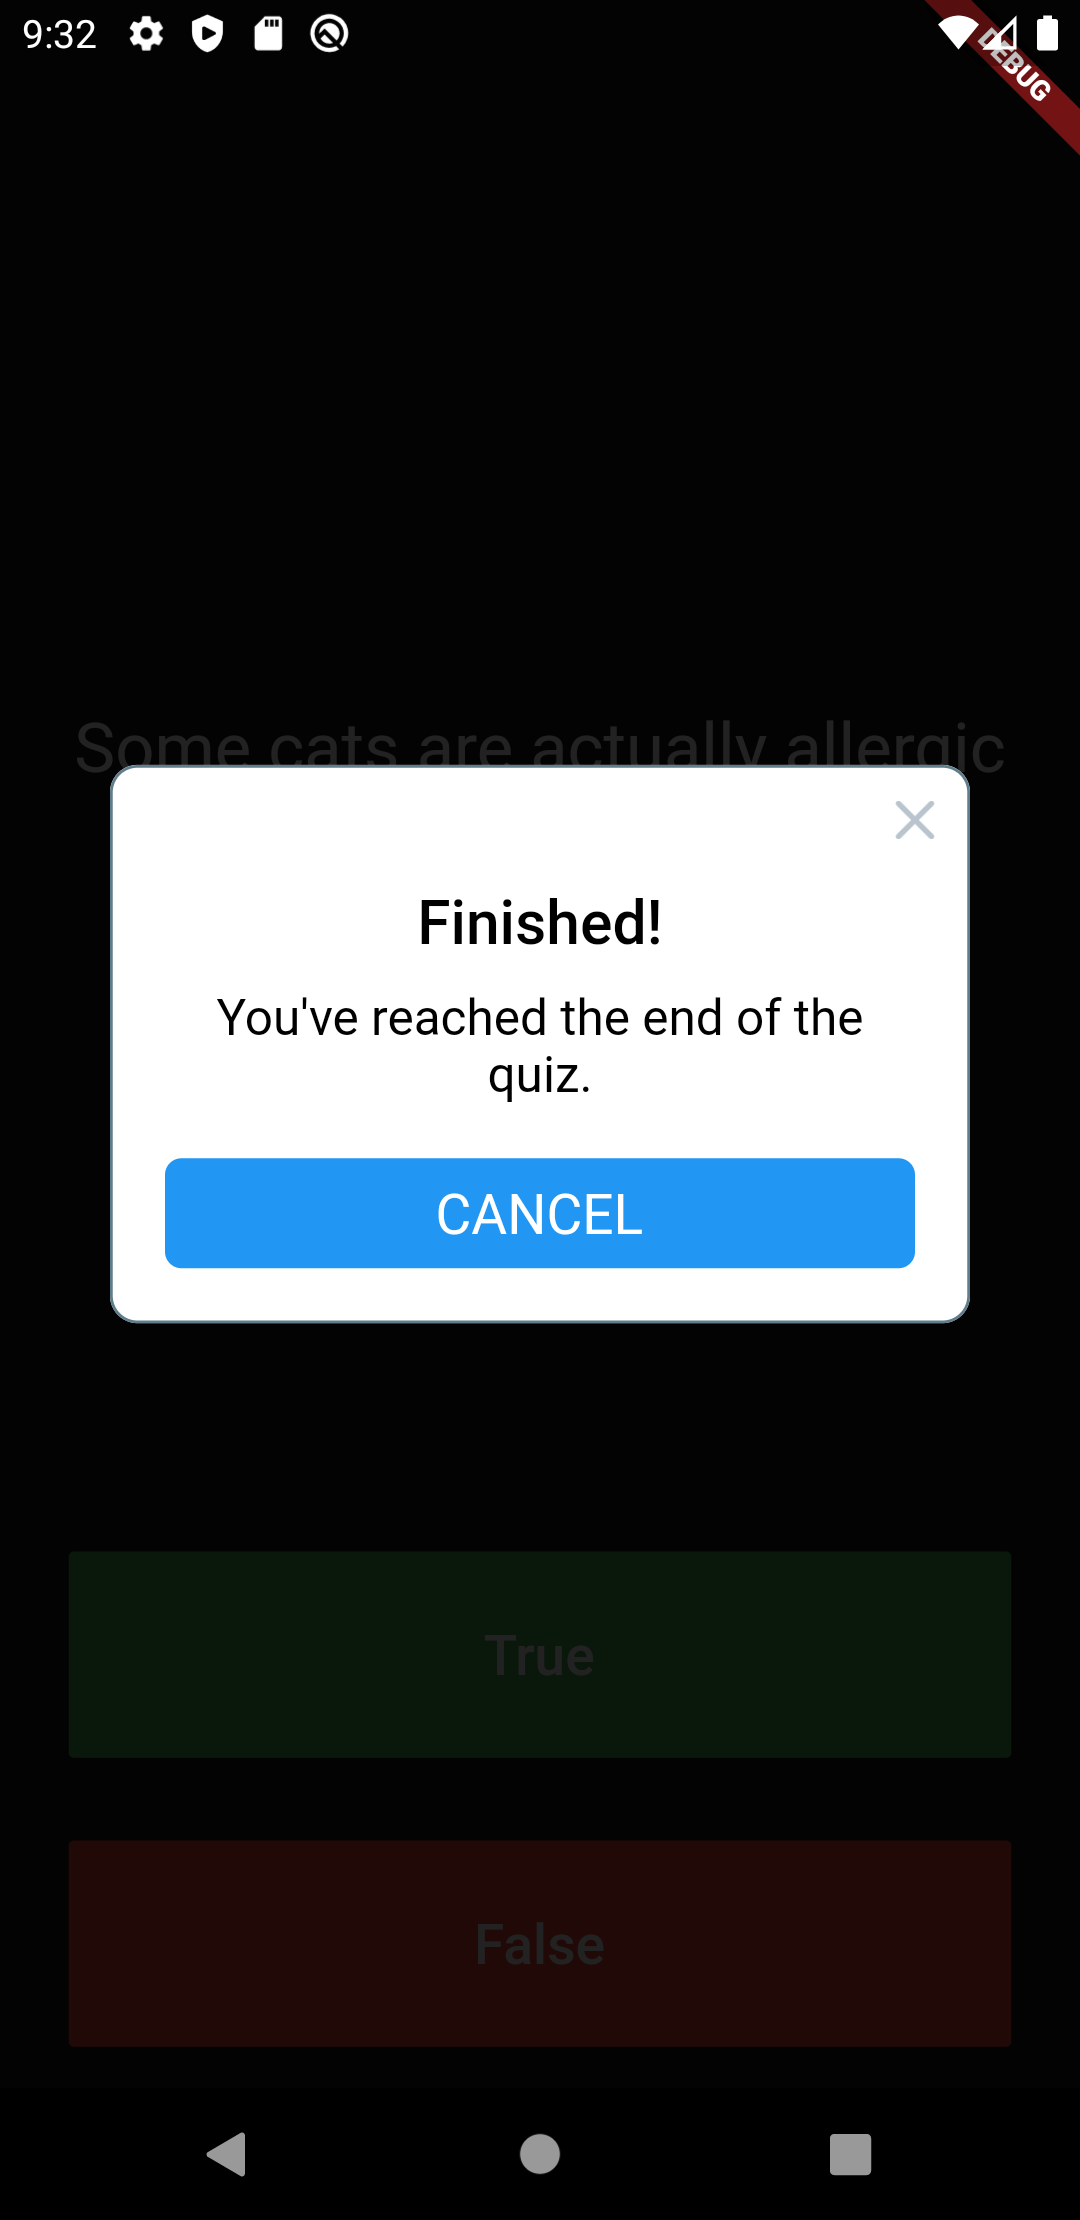 9:32
DEBUG
Some cats are actually allergic
Finished!
You've reached the end of the
quiz.
CANCEL
True
False